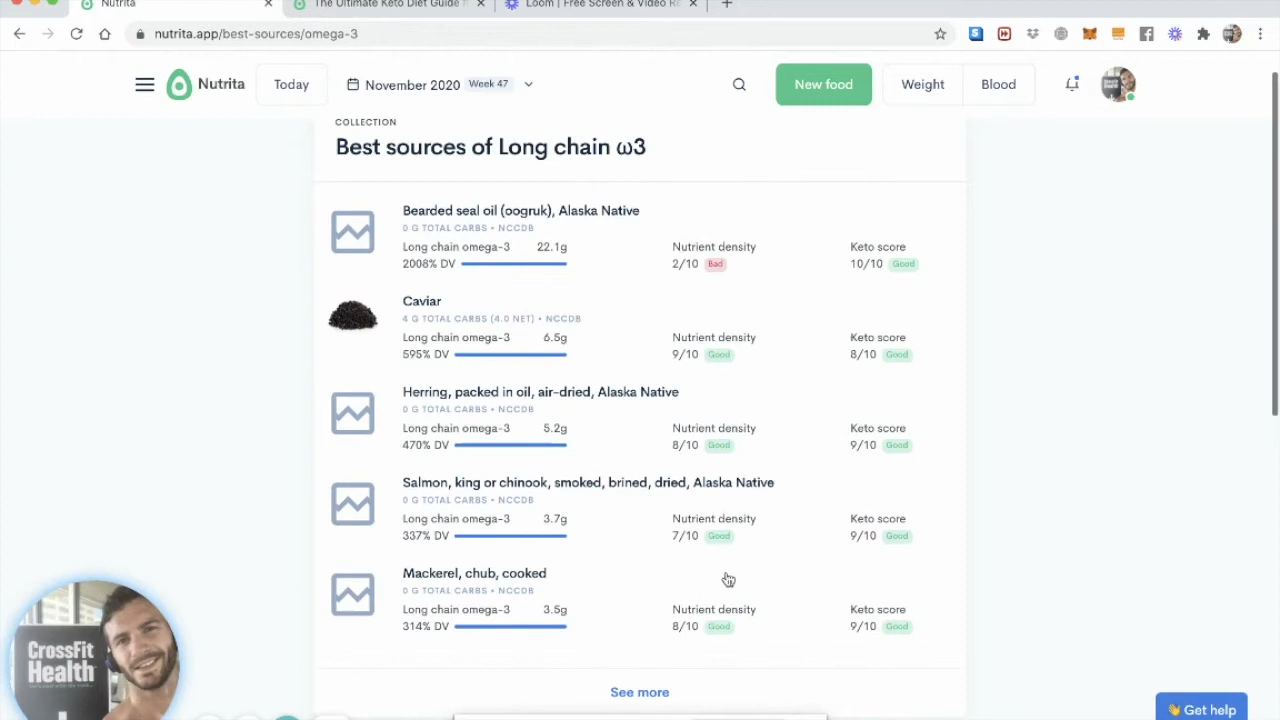 Nutrita
The Ultimate Keto Diet Guide
Loom | Free Screen & Video Re
nutrita.app/best-sources/omega-3
Nutrita
Today
November 2020 Week 47
New food
Weight
Blood
COLLECTION
Best sources of Long chain ω3
Bearded seal oil (oogruk), Alaska Native
0 G TOTAL CARBS • NCCDB
Long chain omega-3 22.1g Nutrient density Keto score
2008% DV 2/10 Bad 10/10 Good
Caviar
4 G TOTAL CARBS (4.0 NET) • NCCDB
Long chain omega-3 6.5g Nutrient density Keto score
595% DV 9/10 Good 8/10 Good
Herring, packed in oil, air-dried, Alaska Native
0 G TOTAL CARBS • NCCDB
Long chain omega-3 5.2g Nutrient density Keto score
470% DV 8/10 Good 9/10 Good
Salmon, king or chinook, smoked, brined, dried, Alaska Native
0 G TOTAL CARBS • NCCDB
Long chain omega-3 3.7g Nutrient density Keto score
337% DV 7/10 Good 9/10 Good
Mackerel, chub, cooked
0 G TOTAL CARBS • NCCDB
Long chain omega-3 3.5g Nutrient density Keto score
314% DV 8/10 Good 9/10 Good
CrossFit
Health
See more
👋 Get help